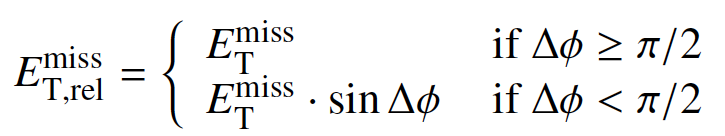 E_{T,rel}^{miss} = { E_T^{miss} if Δϕ ≥ π/2
E_T^{miss} · sin Δϕ if Δϕ < π/2